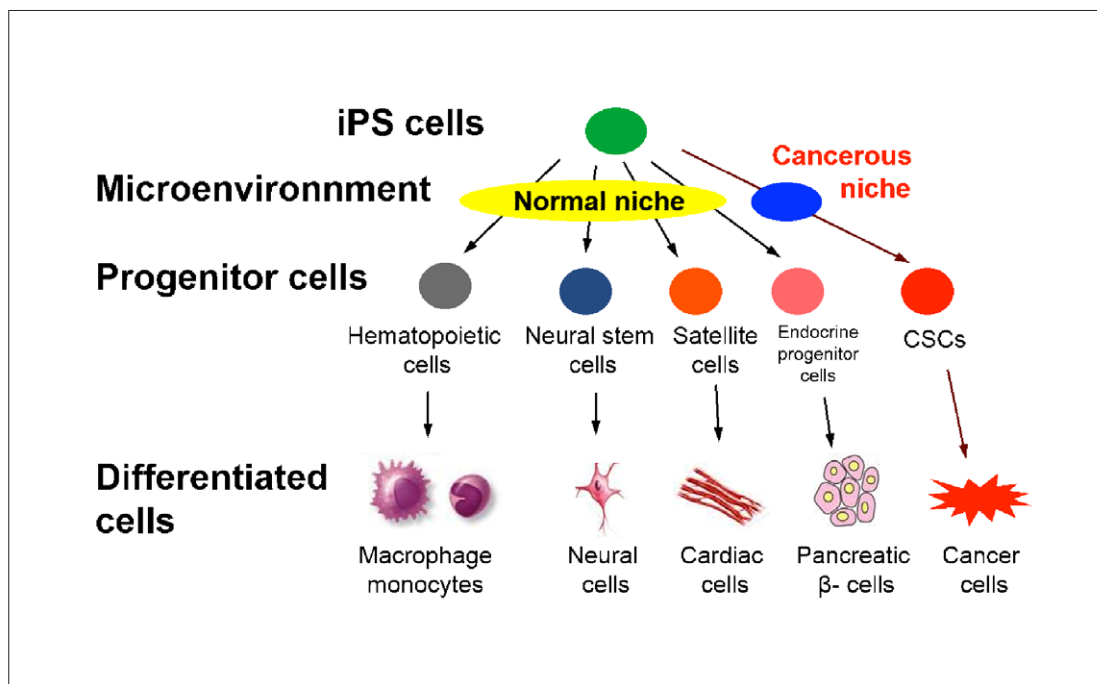 iPS cells
Cancerous
niche
Microenvironnment
Normal niche
Progenitor cells
Hematopoietic
cells
Neural stem
cells
Satellite
cells
Endocrine
progenitor
cells
CSCs
Differentiated
cells
Macrophage
monocytes
Neural
cells
Cardiac
cells
Pancreatic
β- cells
Cancer
cells